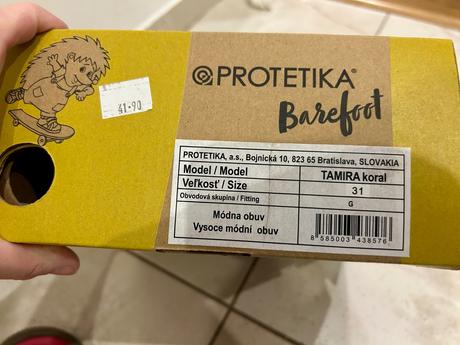 41.90
PROTETIKA®
Barefoot
PROTETIKA, a.s., Bojnická 10, 823 65 Bratislava, SLOVAKIA
Model / Model TAMIRA koral
Veľkosť / Size 31
Obvodová skupina / Fitting G
Módna obuv
Vysoce módní obuv
8 585003 438576